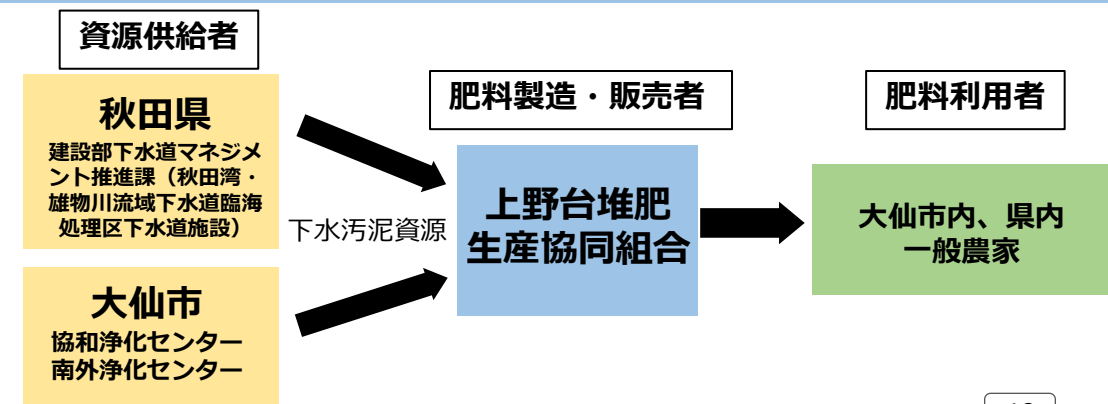 資源供給者
秋田県
建設部下水道マネジメ
ント推進課（秋田湾・
雄物川流域下水道臨海
処理区下水道施設）
大仙市
協和浄化センター
南外浄化センター
下水汚泥資源
肥料製造・販売者
上野台堆肥
生産協同組合
肥料利用者
大仙市内、県内
一般農家